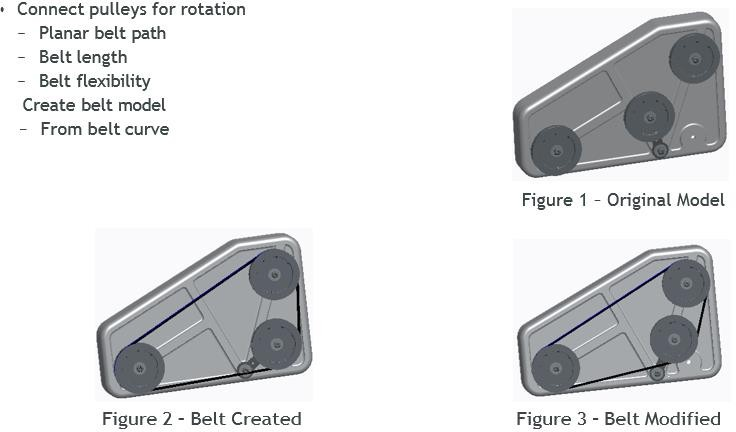 • Connect pulleys for rotation
– Planar belt path
– Belt length
– Belt flexibility
Create belt model
– From belt curve
Figure 1 – Original Model
Figure 2 – Belt Created
Figure 3 – Belt Modified